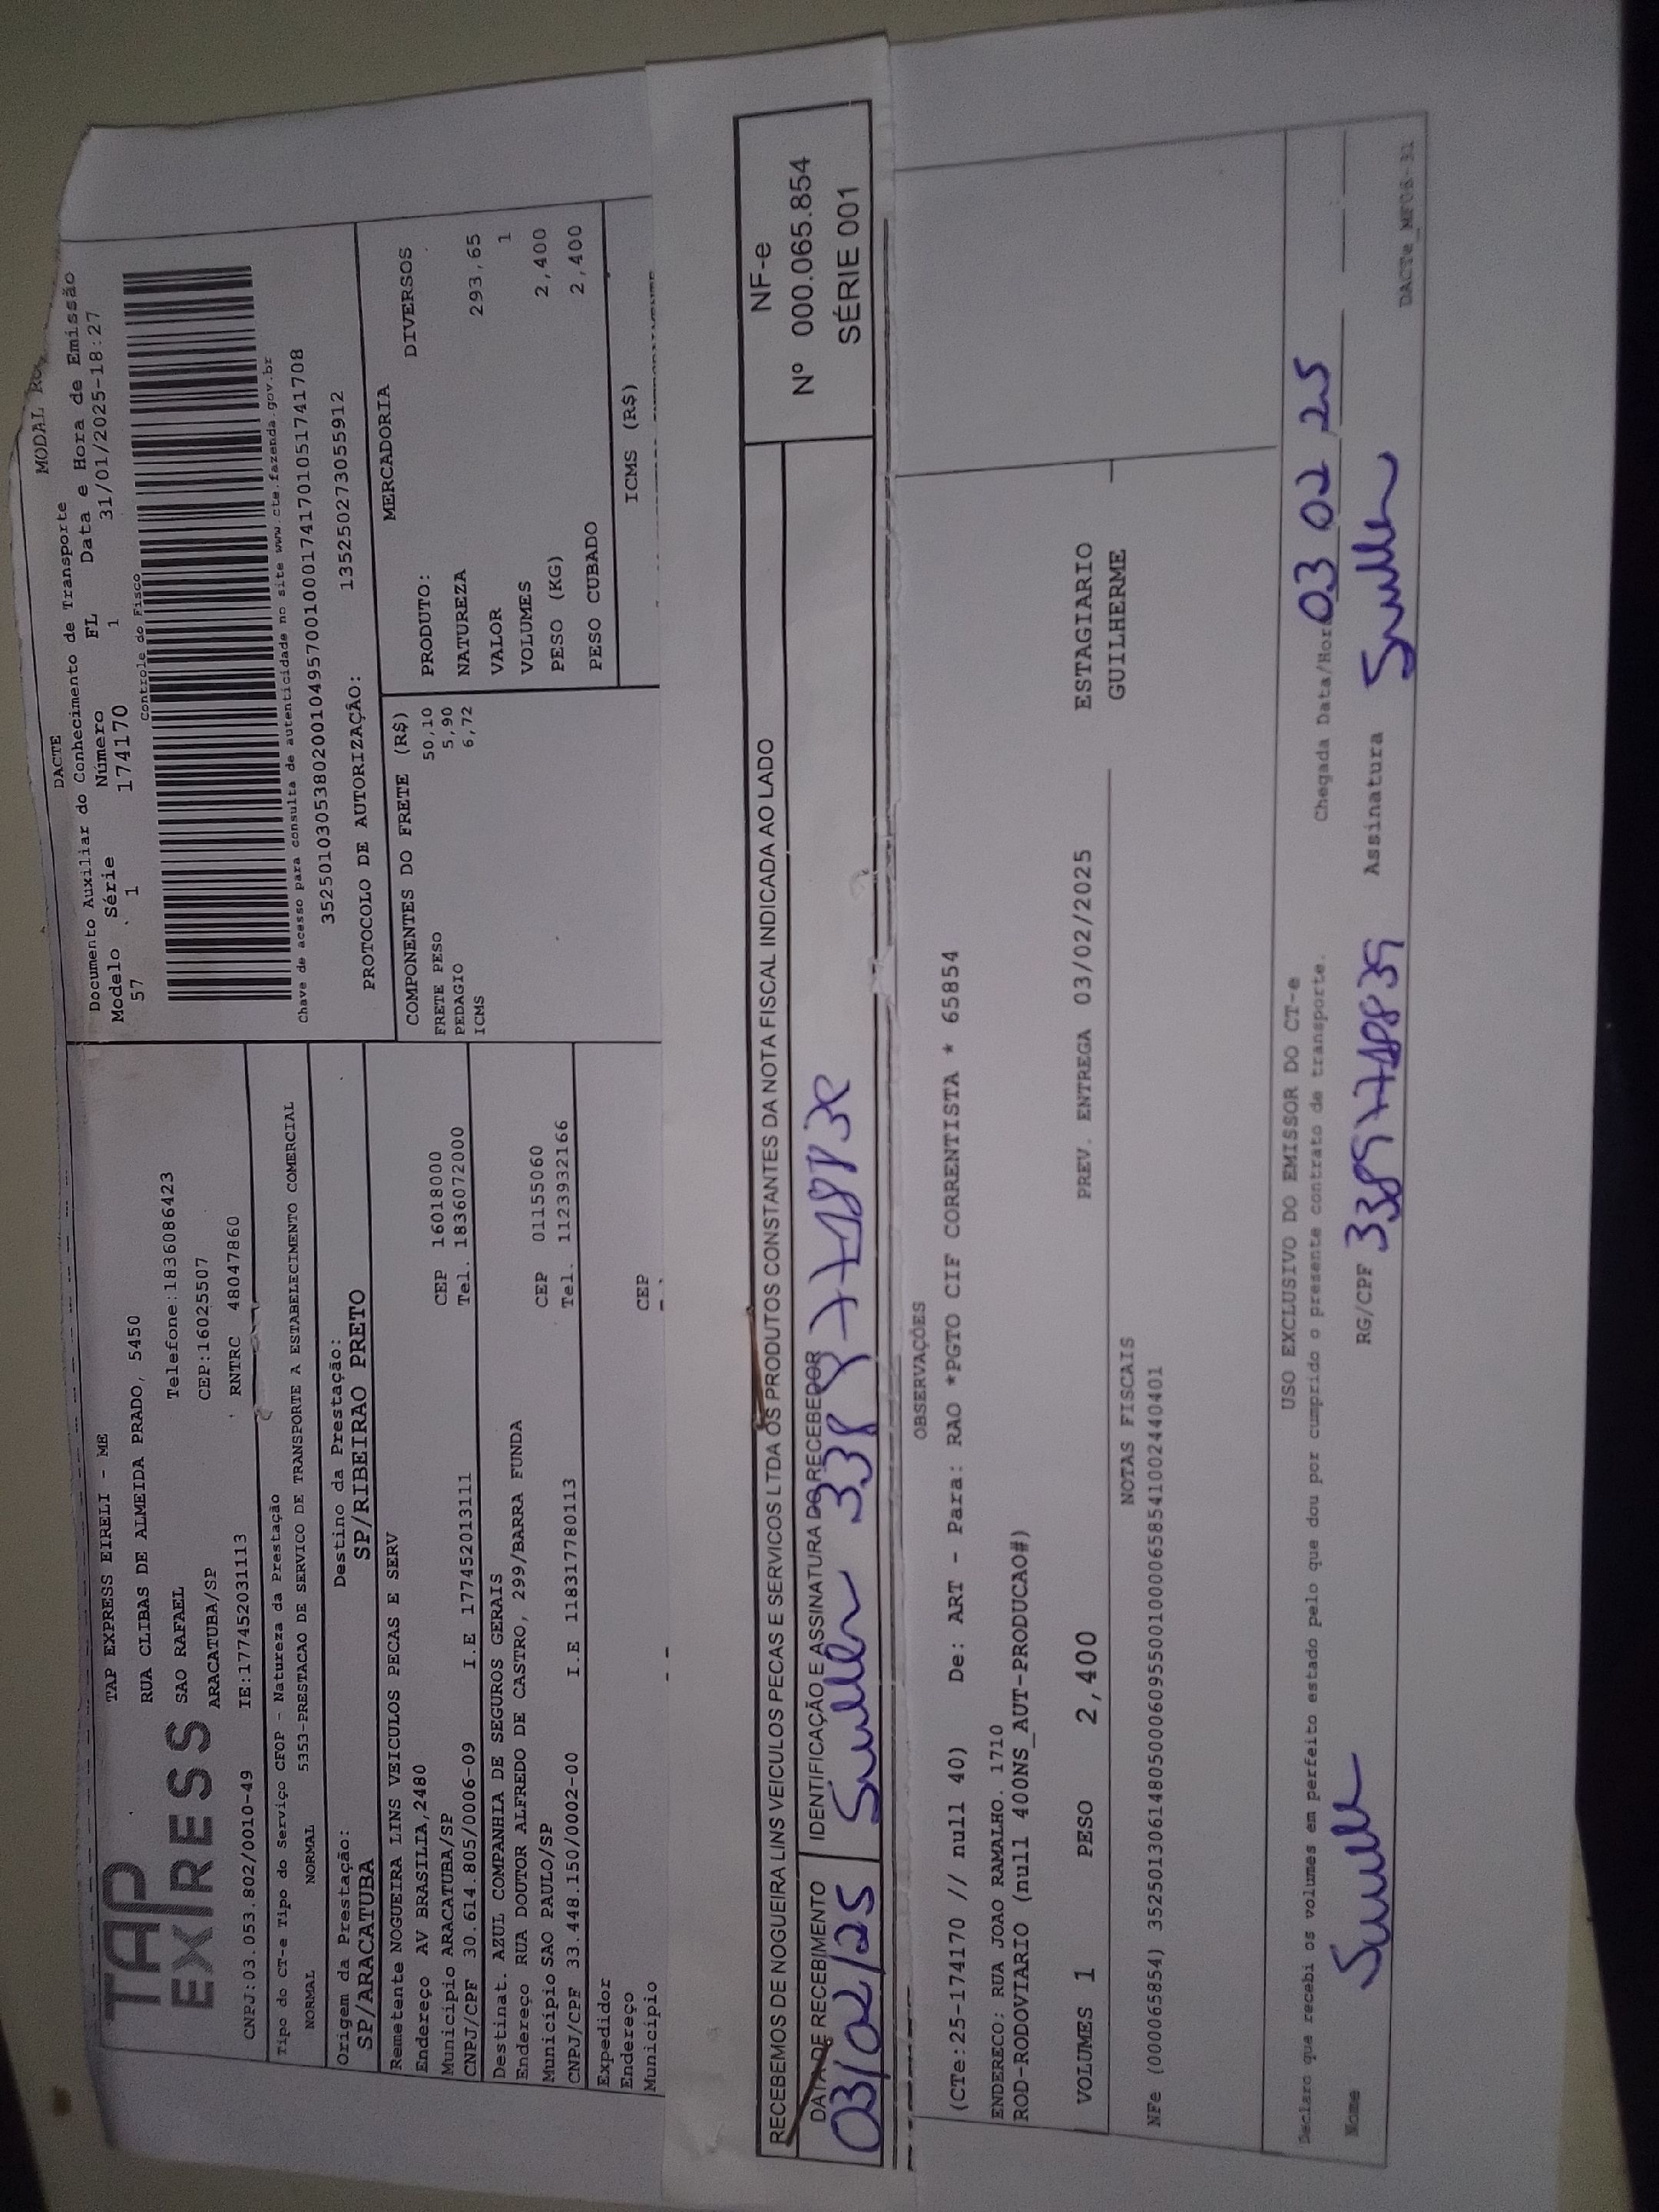 MODAL
DACTE
Documento Auxiliar do Conhecimento de Transporte
Modelo Série Número FL Data e Hora de Emissão
57 1 174170 1 31/01/2025-18:27
Controle do Fisco
Chave de acesso para consulta de autenticidade no site www.cte.fazenda.gov.br
35250103053802001049570010001741701051741708
PROTOCOLO DE AUTORIZAÇÃO: 135250273055912
TAP EXPRESS
TAP EXPRESS EIRELI - ME
RUA CLIBAS DE ALMEIDA PRADO, 5450
SAO RAFAEL Telefone:1836086423
ARACATUBA/SP CEP:16025507
CNPJ:03.053.802/0010-49 IE:177452031113 RNTRC 48047860
Tipo do CT-e Tipo do Serviço CFOP - Natureza da Prestação
NORMAL NORMAL 5353-PRESTACAO DE SERVICO DE TRANSPORTE A ESTABELECIMENTO COMERCIAL
Origem da Prestação: Destino da Prestação:
SP/ARACATUBA SP/RIBEIRAO PRETO
Remetente NOGUEIRA LINS VEICULOS PECAS E SERV
Endereço AV BRASILIA,2480
Município ARACATUBA/SP CEP 16018000
CNPJ/CPF 30.614.805/0006-09 I.E 177452013111 Tel. 1836072000
Destinat. AZUL COMPANHIA DE SEGUROS GERAIS
Endereço RUA DOUTOR ALFREDO DE CASTRO, 299/BARRA FUNDA
Município SAO PAULO/SP CEP 01155060
CNPJ/CPF 33.448.150/0002-00 I.E 118317780113 Tel. 1123932166
Expedidor
Endereço
Município CEP
COMPONENTES DO FRETE (R$)
FRETE PESO 50,10
PEDAGIO 5,90
ICMS 6,72
MERCADORIA
PRODUTO: DIVERSOS
NATUREZA
VALOR 293,65
VOLUMES 1
PESO (KG) 2,400
PESO CUBADO 2,400
ICMS (R$)
RECEBEMOS DE NOGUEIRA LINS VEICULOS PECAS E SERVICOS LTDA OS PRODUTOS CONSTANTES DA NOTA FISCAL INDICADA AO LADO
DATA DE RECEBIMENTO IDENTIFICAÇÃO E ASSINATURA DO RECEBEDOR
03/02/25
NF-e
Nº 000.065.854
SÉRIE 001
OBSERVAÇÕES
(CTe:25-174170 // null 40) De: ART - Para: RAO *PGTO CIF CORRENTISTA * 65854
ENDERECO: RUA JOAO RAMALHO. 1710
ROD-RODOVIARIO (null 400NS_AUT-PRODUCAO#)
VOLUMES 1 PESO 2,400 PREV. ENTREGA 03/02/2025 ESTAGIARIO
GUILHERME
NOTAS FISCAIS
NFe (000065854) 35250130614805000609550010000658541002440401
USO EXCLUSIVO DO EMISSOR DO CT-e
Declaro que recebi os volumes em perfeito estado pelo que dou por cumprido o presente contrato de transporte. Chegada Data/Hora 03 02 25
Nome RG/CPF Assinatura
DACTe_MF06-31